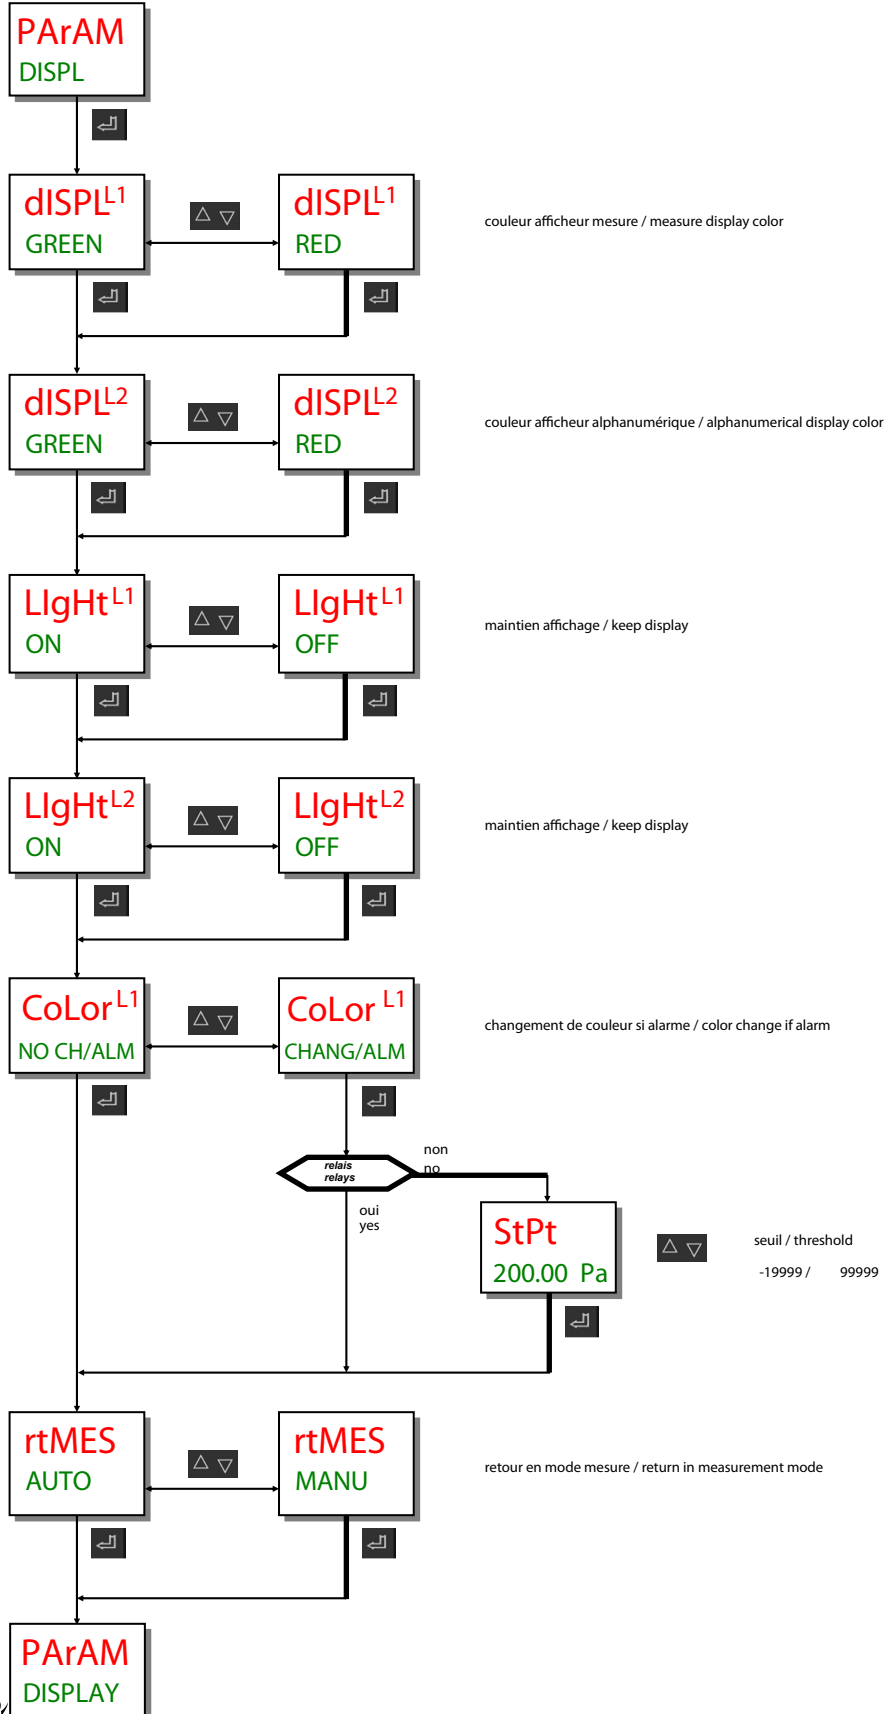 PArAM
DISPL
dISPL L1
GREEN
dISPL L1
RED
couleur afficheur mesure / measure display color
dISPL L2
GREEN
dISPL L2
RED
couleur afficheur alphanumérique / alphanumerical display color
LIgHt L1
ON
LIgHt L1
OFF
maintien affichage / keep display
LIgHt L2
ON
LIgHt L2
OFF
maintien affichage / keep display
CoLor L1
NO CH/ALM
CoLor L1
CHANG/ALM
changement de couleur si alarme / color change if alarm
relais
relays
non
no
oui
yes
StPt
200.00 Pa
seuil / threshold
-19999 / 99999
rtMES
AUTO
rtMES
MANU
retour en mode mesure / return in measurement mode
PArAM
DISPLAY